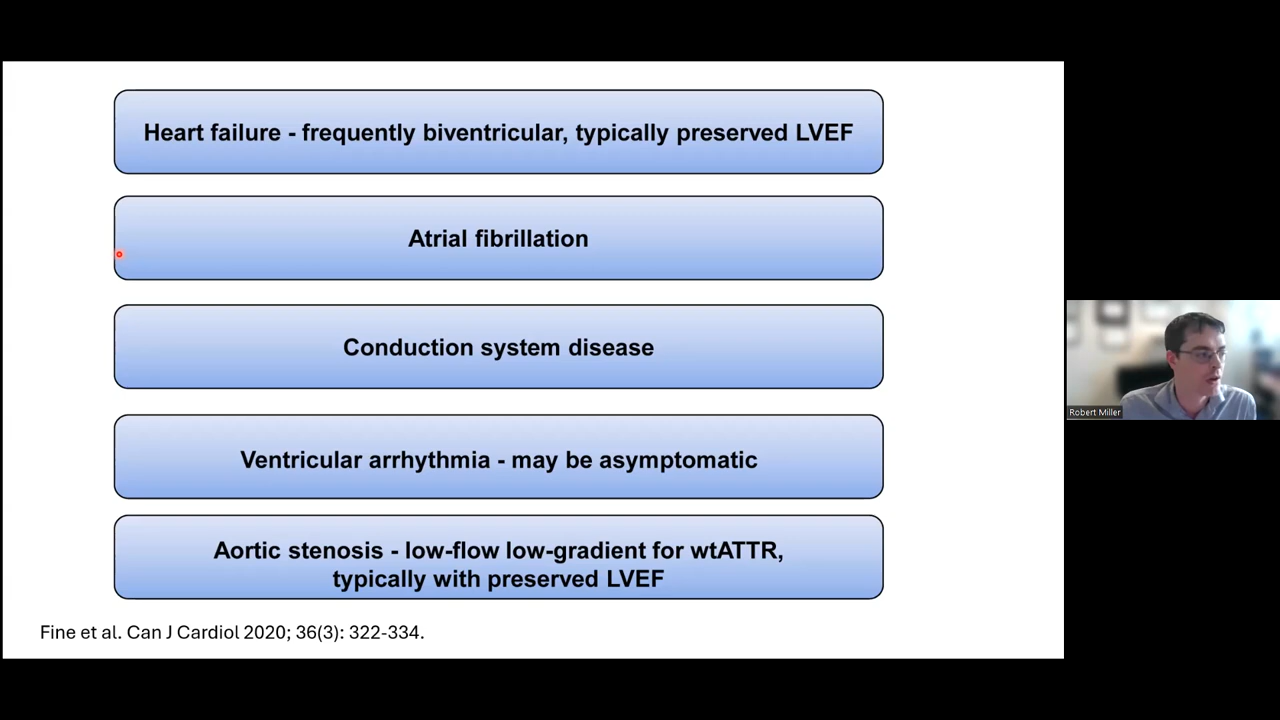 Heart failure - frequently biventricular, typically preserved LVEF
Atrial fibrillation
Conduction system disease
Ventricular arrhythmia - may be asymptomatic
Aortic stenosis - low-flow low-gradient for wtATTR,
typically with preserved LVEF
Fine et al. Can J Cardiol 2020; 36(3): 322-334.
Robert Miller